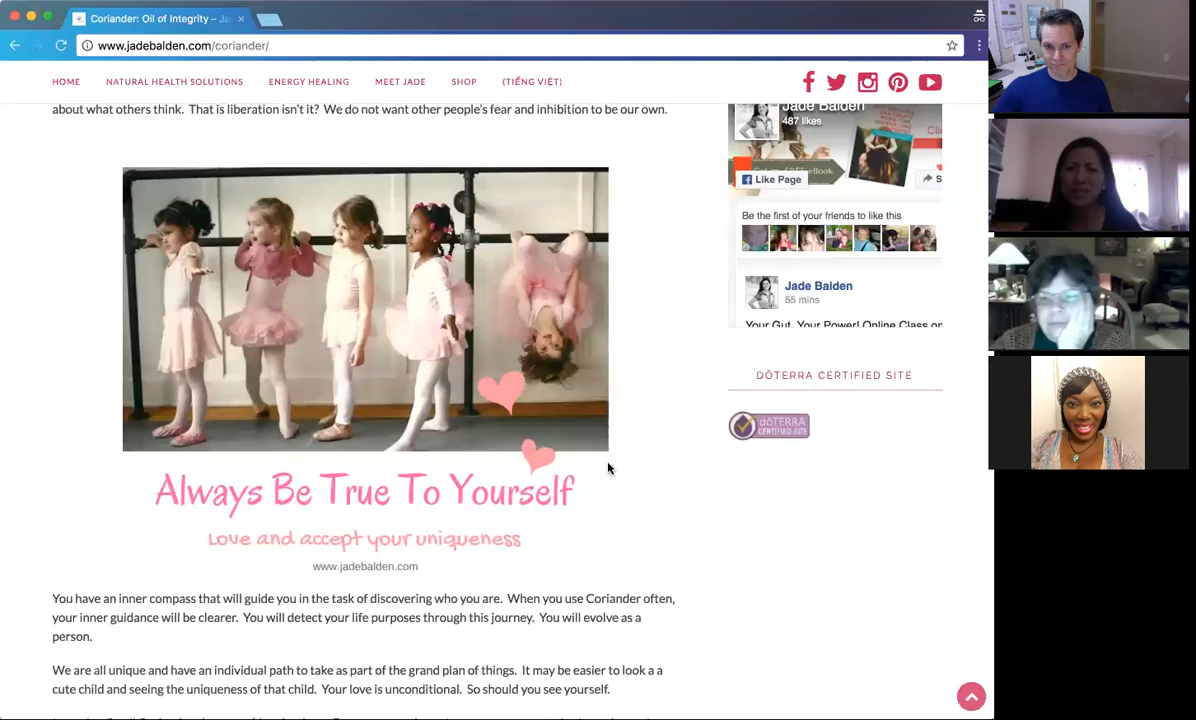 Coriander: Oil of Integrity – Ja
www.jadebalden.com/coriander/
HOME NATURAL HEALTH SOLUTIONS ENERGY HEALING MEET JADE SHOP (TIẾNG VIỆT)
about what others think. That is liberation isn't it? We do not want other people's fear and inhibition to be our own.
Jade Balden
487 likes
Like Page
S
Be the first of your friends to like this
Jade Balden
55 mins
Your Gut, Your Power! Online Class on
DŌTERRA CERTIFIED SITE
dōTERRA
CERTIFIED SITE
Always Be True To Yourself
Love and accept your uniqueness
www.jadebalden.com
You have an inner compass that will guide you in the task of discovering who you are. When you use Coriander often,
your inner guidance will be clearer. You will detect your life purposes through this journey. You will evolve as a
person.
We are all unique and have an individual path to take as part of the grand plan of things. It may be easier to look a a
cute child and seeing the uniqueness of that child. Your love is unconditional. So should you see yourself.